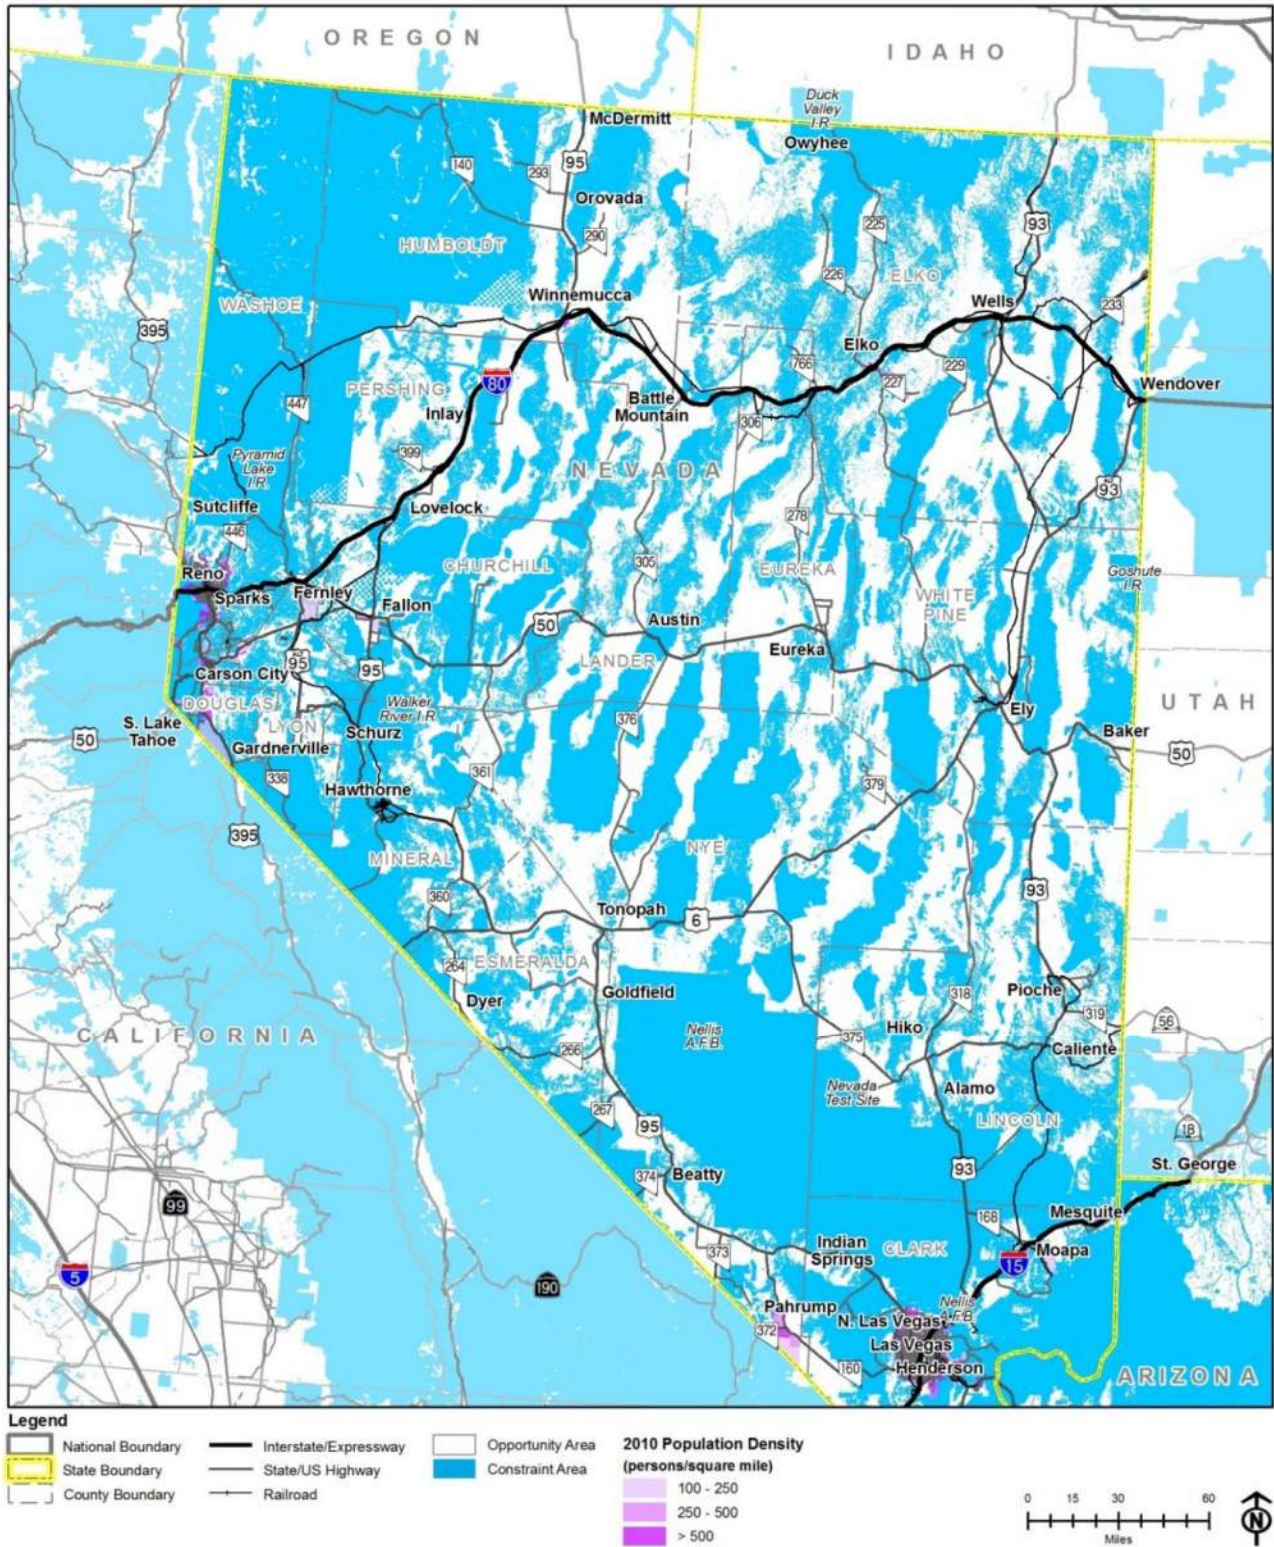 OREGON
IDAHO
Duck
Valley
I.R.
McDermitt
Owyhee
95
140
293
Orovada
93
225
290
HUMBOLDT
226
ELKO
Winnemucca
Wells
WASHOE
233
395
Elko
766
229
80
PERSHING
227
Wendover
447
Battle
Mountain
Inlay
306
399
Pyramid
Lake
I.R.
NEVADA
93
Sutcliffe
Lovelock
278
446
CHURCHILL
305
EUREKA
Goshute
I.R.
Reno
Sparks
Fernley
WHITE
PINE
Fallon
50
Austin
Eureka
95
95
LANDER
Carson City
Walker
River I.R.
DOUGLAS
UTAH
Ely
376
LYON
S. Lake
Tahoe
Schurz
Baker
50
Gardnerville
50
361
338
379
Hawthorne
395
NYE
MINERAL
93
360
Tonopah
6
264
ESMERALDA
Dyer
Goldfield
318
Pioche
319
56
Nellis
A.F.B.
Hiko
CALIFORNIA
375
266
Caliente
Nevada
Test Site
Alamo
267
LINCOLN
95
18
93
St. George
374
Beatty
99
Mesquite
168
Indian
Springs
CLARK
373
Moapa
15
5
190
Nellis
A.F.B.
Pahrump
N. Las Vegas
372
Las Vegas
160
Henderson
ARIZONA
Legend
National Boundary
State Boundary
County Boundary
Interstate/Expressway
State/US Highway
Railroad
Opportunity Area
Constraint Area
2010 Population Density
(persons/square mile)
100 - 250
250 - 500
> 500
0 15 30 60
Miles
N